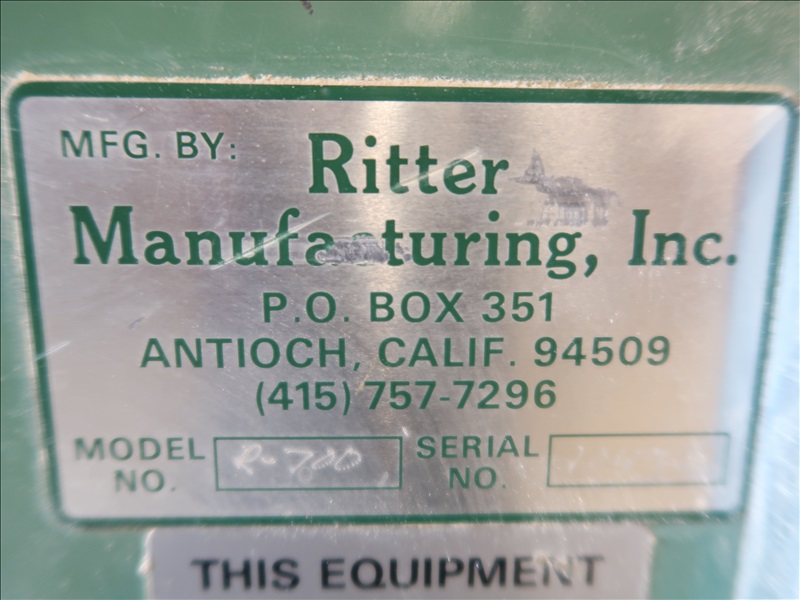 MFG. BY: Ritter
Manufacturing, Inc.
P.O. BOX 351
ANTIOCH, CALIF. 94509
(415) 757-7296
MODEL NO. R-700 SERIAL NO.
THIS EQUIPMENT